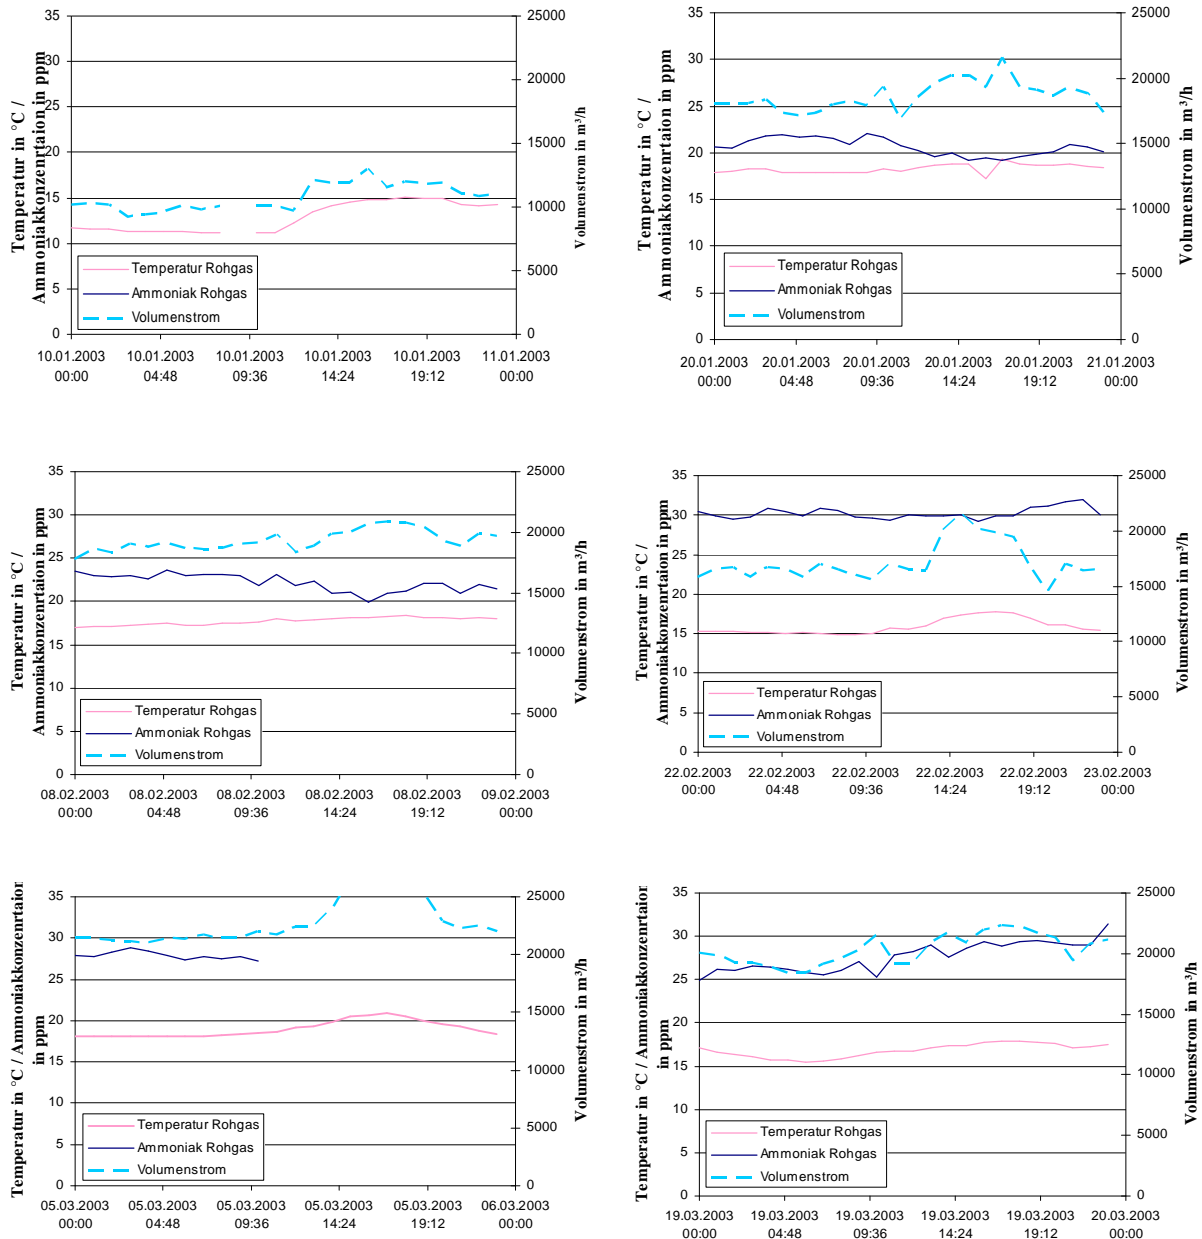 35
30
25
20
15
10
5
0
25000
20000
15000
10000
5000
0
Temperatur in °C /
Ammoniakkonzenrtaion in ppm
Volumenstrom in m³/h
Temperatur Rohgas
Ammoniak Rohgas
Volumenstrom
10.01.2003 10.01.2003 10.01.2003 10.01.2003 10.01.2003 11.01.2003
00:00 04:48 09:36 14:24 19:12 00:00
35
30
25
20
15
10
5
0
25000
20000
15000
10000
5000
0
Temperatur in °C /
Ammoniakkonzenrtaion in ppm
Volumenstrom in m³/h
Temperatur Rohgas
Ammoniak Rohgas
Volumenstrom
20.01.2003 20.01.2003 20.01.2003 20.01.2003 20.01.2003 21.01.2003
00:00 04:48 09:36 14:24 19:12 00:00
35
30
25
20
15
10
5
0
25000
20000
15000
10000
5000
0
Temperatur in °C /
Ammoniakkonzenrtaion in ppm
Volumenstrom in m³/h
Temperatur Rohgas
Ammoniak Rohgas
Volumenstrom
08.02.2003 08.02.2003 08.02.2003 08.02.2003 08.02.2003 09.02.2003
00:00 04:48 09:36 14:24 19:12 00:00
35
30
25
20
15
10
5
0
25000
20000
15000
10000
5000
0
Temperatur in °C /
Ammoniakkonzenrtaion in ppm
Volumenstrom in m³/h
Temperatur Rohgas
Ammoniak Rohgas
Volumenstrom
22.02.2003 22.02.2003 22.02.2003 22.02.2003 22.02.2003 23.02.2003
00:00 04:48 09:36 14:24 19:12 00:00
35
30
25
20
15
10
5
0
25000
20000
15000
10000
5000
0
Temperatur in °C / Ammoniakkonzenrtaion
in ppm
Volumenstrom in m³/h
Temperatur Rohgas
Ammoniak Rohgas
Volumenstrom
05.03.2003 05.03.2003 05.03.2003 05.03.2003 05.03.2003 06.03.2003
00:00 04:48 09:36 14:24 19:12 00:00
35
30
25
20
15
10
5
0
25000
20000
15000
10000
5000
0
Temperatur in °C / Ammoniakkonzenrtaion
in ppm
Volumenstrom in m³/h
Temperatur Rohgas
Ammoniak Rohgas
Volumenstrom
19.03.2003 19.03.2003 19.03.2003 19.03.2003 19.03.2003 20.03.2003
00:00 04:48 09:36 14:24 19:12 00:00